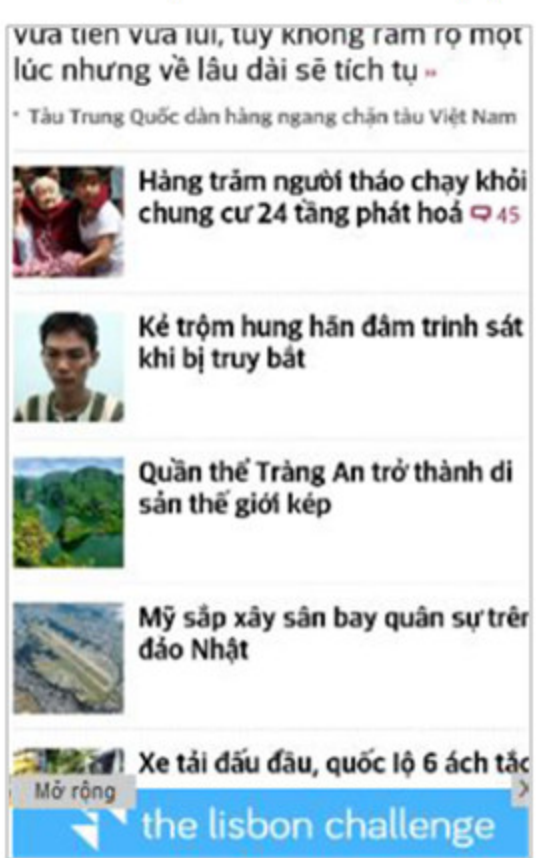 vừa tiến vừa lui, tuy không rầm rộ một
lúc nhưng về lâu dài sẽ tích tụ »
Tàu Trung Quốc dàn hàng ngang chặn tàu Việt Nam
Hàng trăm người tháo chạy khỏi
chung cư 24 tầng phát hoả 45
Kẻ trộm hung hãn đâm trinh sát
khi bị truy bắt
Quần thể Tràng An trở thành di
sản thế giới kép
Mỹ sắp xây sân bay quân sự trên
đảo Nhật
Xe tải đấu đầu, quốc lộ 6 ách tắc
Mở rộng
the lisbon challenge